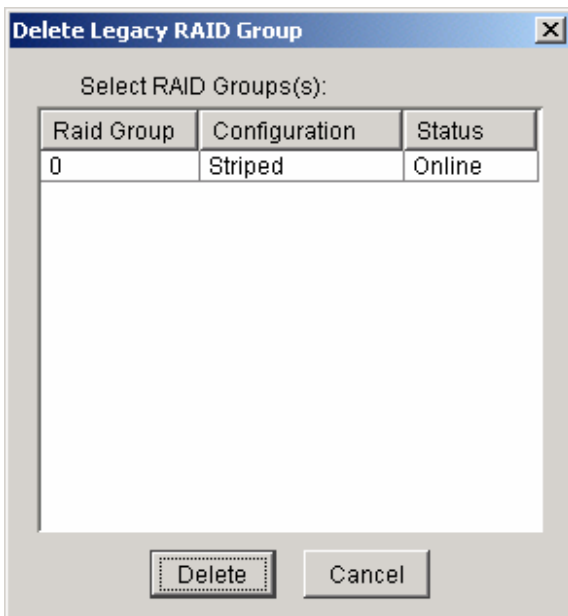 Delete Legacy RAID Group
Select RAID Groups(s):
Raid Group Configuration Status
0 Striped Online
Delete Cancel